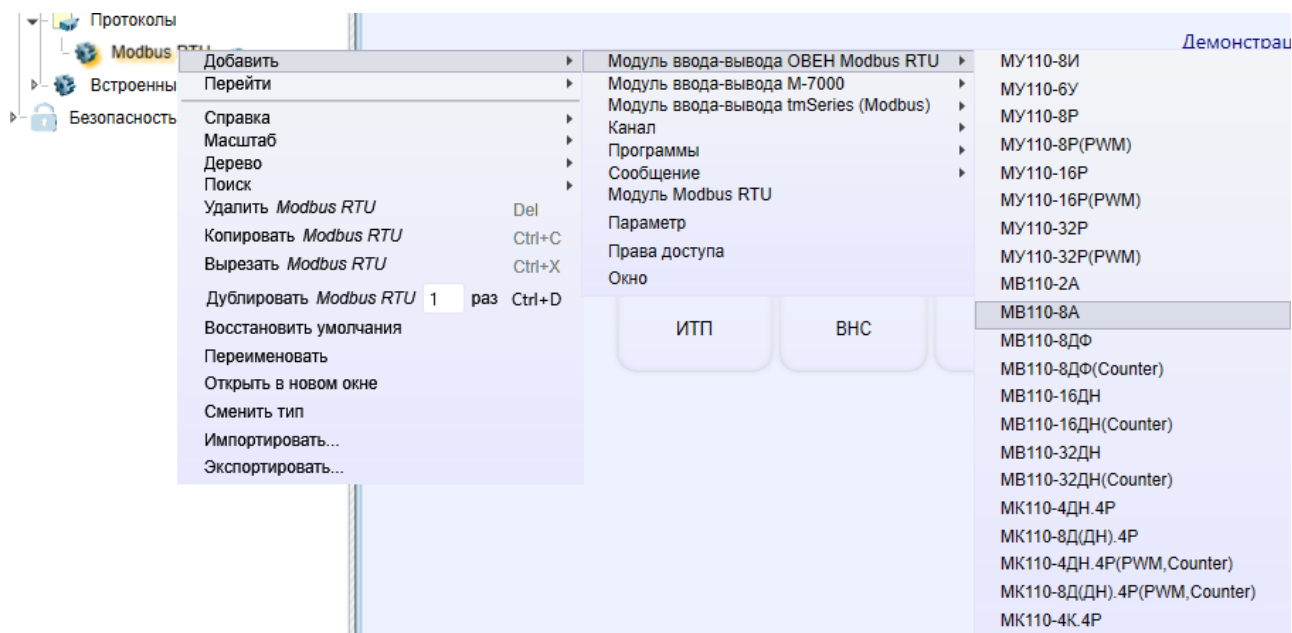 Протоколы
Modbus RTU
Встроенны
Безопасность
Добавить
Перейти
Справка
Масштаб
Дерево
Поиск
Удалить Modbus RTU Del
Копировать Modbus RTU Ctrl+C
Вырезать Modbus RTU Ctrl+X
Дублировать Modbus RTU 1 раз Ctrl+D
Восстановить умолчания
Переименовать
Открыть в новом окне
Сменить тип
Импортировать...
Экспортировать...
Модуль ввода-вывода ОВЕН Modbus RTU
Модуль ввода-вывода М-7000
Модуль ввода-вывода tmSeries (Modbus)
Канал
Программы
Сообщение
Модуль Modbus RTU
Параметр
Права доступа
Окно
ИТП
ВНС
Демонстрац
МУ110-8И
МУ110-6У
МУ110-8Р
МУ110-8Р(PWM)
МУ110-16Р
МУ110-16Р(PWM)
МУ110-32Р
МУ110-32Р(PWM)
МВ110-2А
МВ110-8А
МВ110-8ДФ
МВ110-8ДФ(Counter)
МВ110-16ДН
МВ110-16ДН(Counter)
МВ110-32ДН
МВ110-32ДН(Counter)
МК110-4ДН.4Р
МК110-8Д(ДН).4Р
МК110-4ДН.4Р(PWM,Counter)
МК110-8Д(ДН).4Р(PWM,Counter)
МК110-4К.4Р